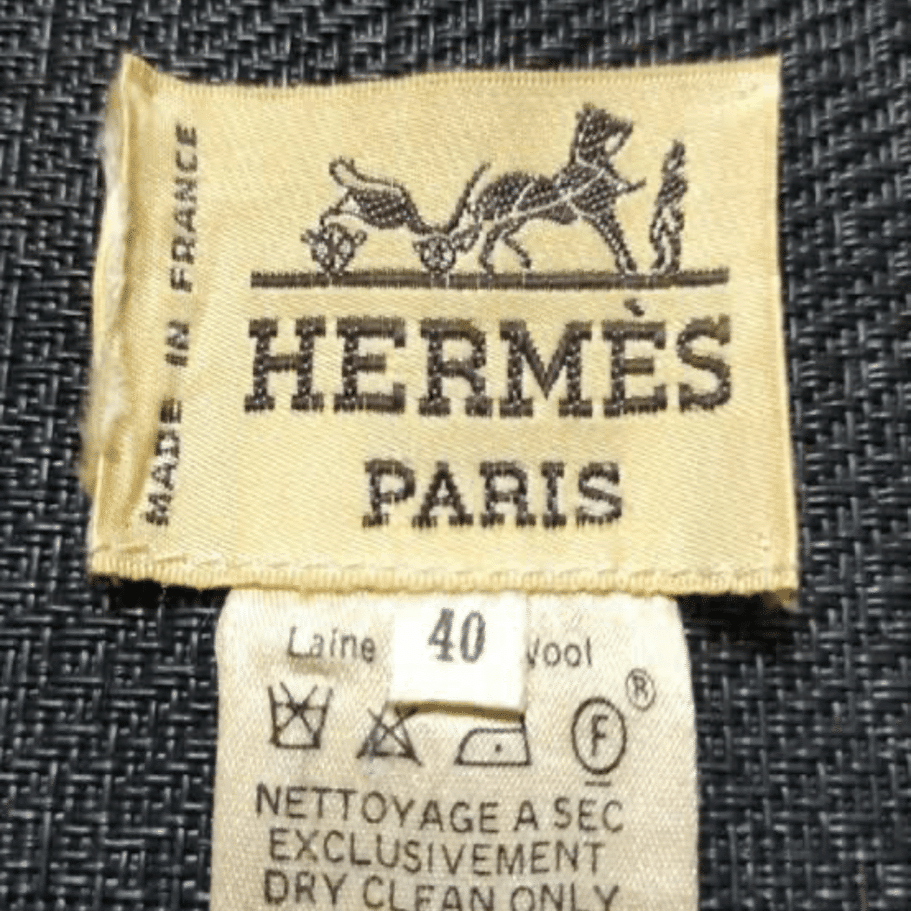 MADE IN FRANCE
HERMÈS
PARIS
40
Laine
F
®
NETTOYAGE A SEC
EXCLUSIVEMENT
DRY CLEAN ONLY